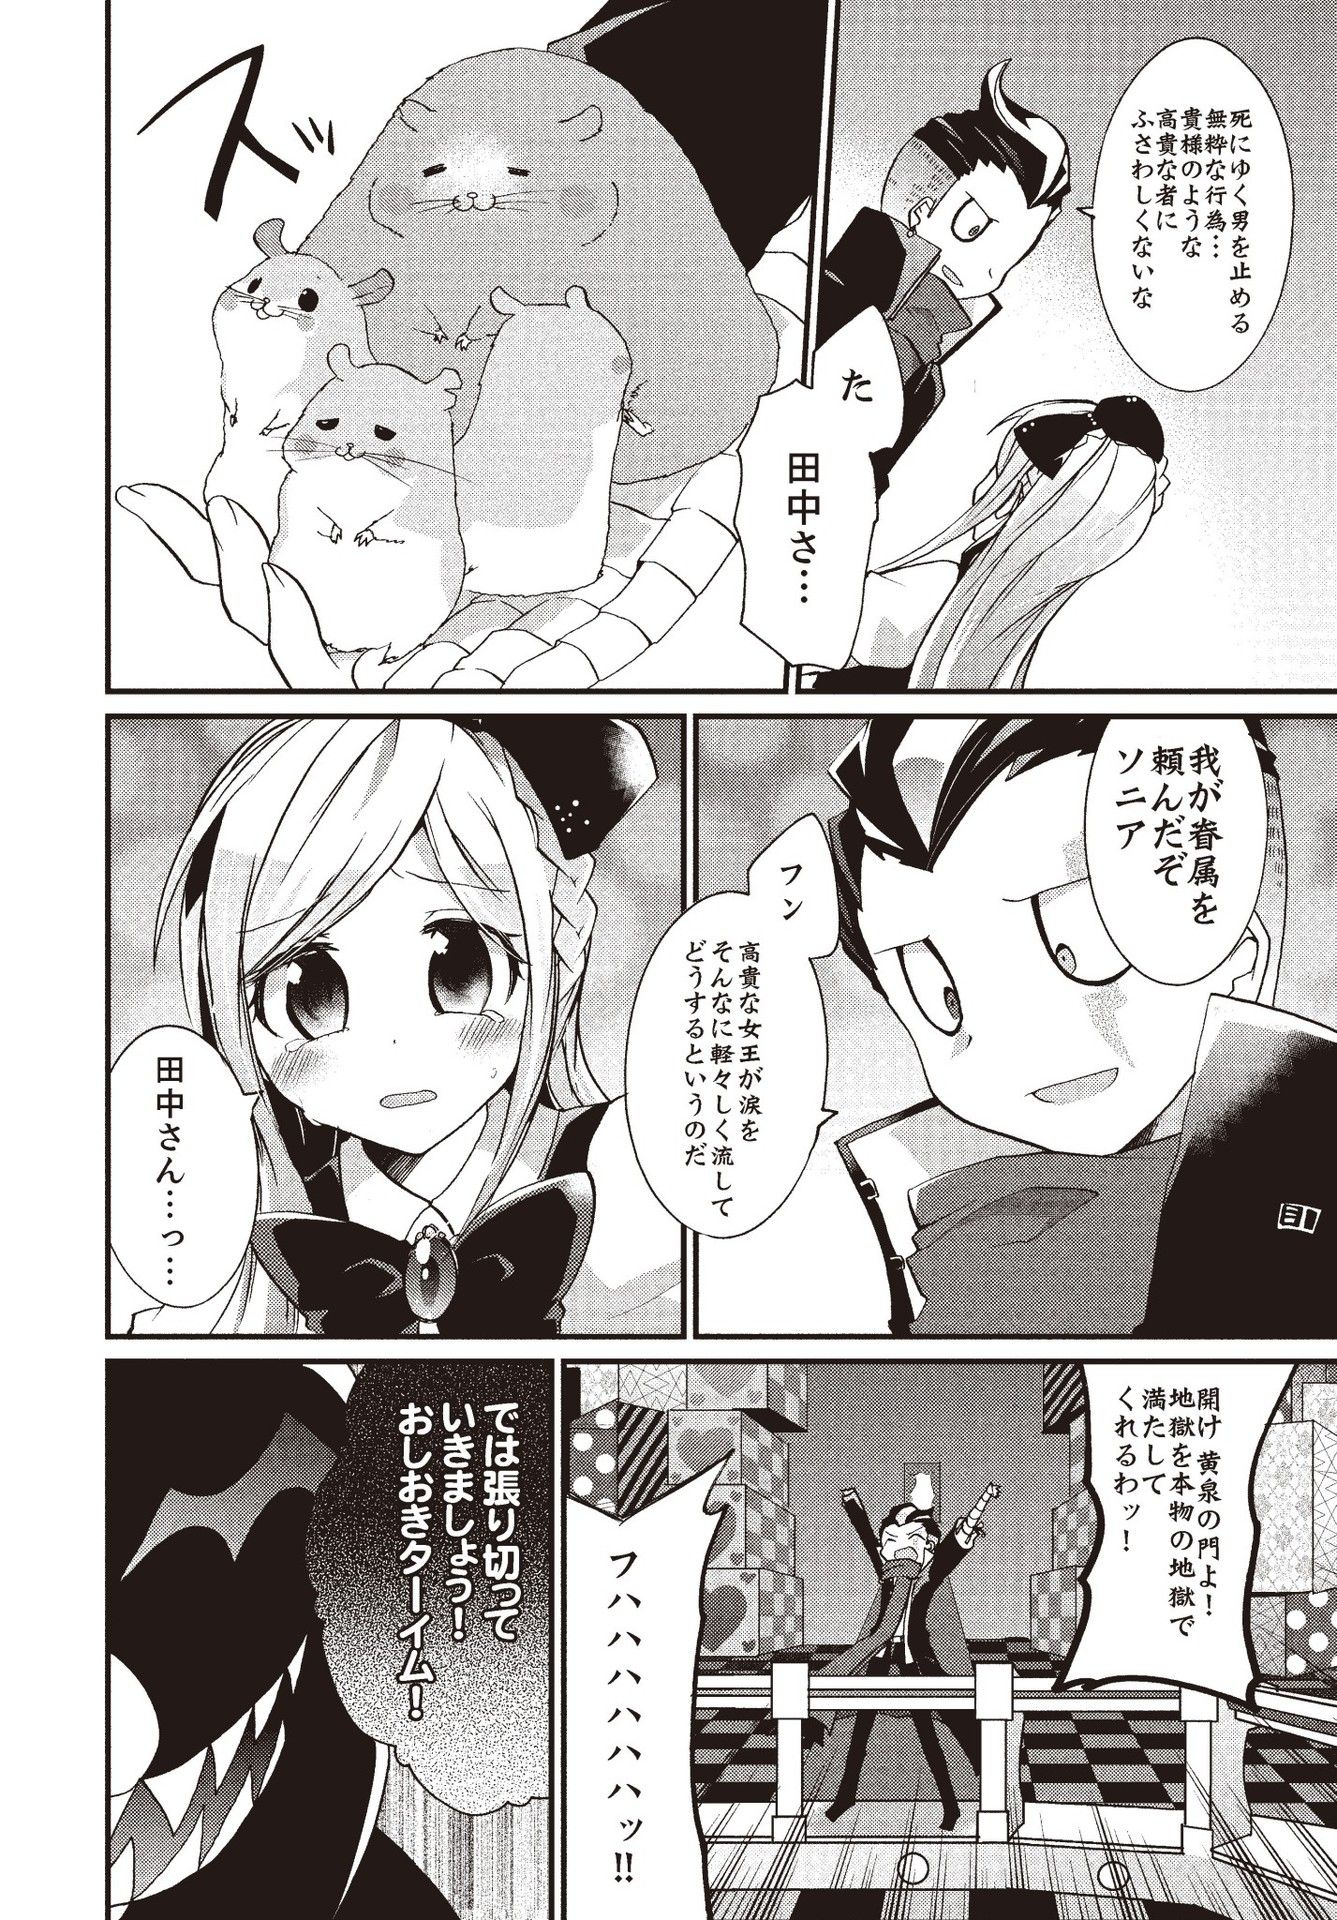 死にゆく男を止める
無粋な行為…
貴様のような
高貴な者に
ふさわしくないな
た
田中さ…
ズ
我が眷属を
頼んだぞ
ソニア
フン
高貴な女王が涙を
そんなに軽々しく流して
どうするというのだ
田中さん…っ…
開け 黄泉の門よ！
地獄を本物の地獄で
満たして
くれるわッ！
フハハハハハハッ!!
では張り切って
いきましょう！
おしおきターイム！